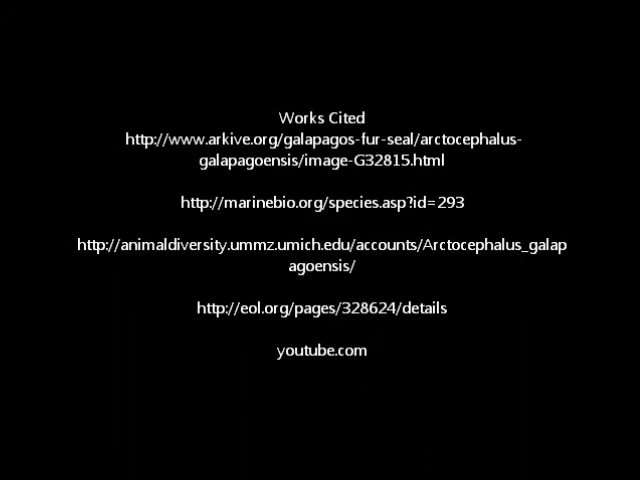 Works Cited
http://www.arkive.org/galapagos-fur-seal/arctocephalus-
galapagoensis/image-G32815.html
http://marinebio.org/species.asp?id=293
http://animaldiversity.ummz.umich.edu/accounts/Arctocephalus_galap
agoensis/
http://eol.org/pages/328624/details
youtube.com